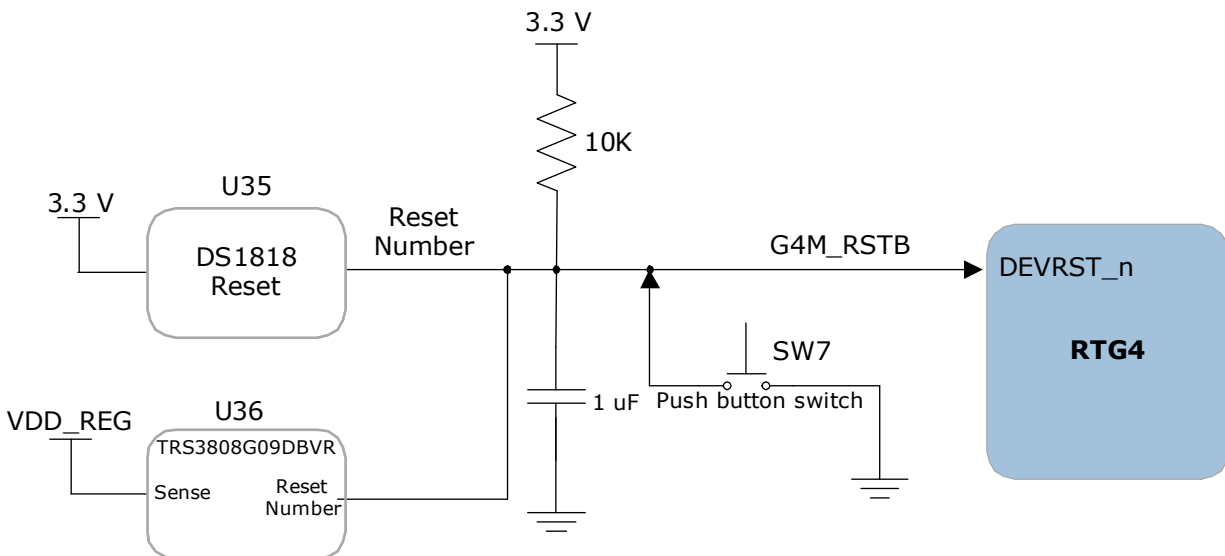 3.3 V
10K
U35
3.3 V
DS1818
Reset
Reset
Number
G4M_RSTB
DEVRST_n
RTG4
SW7
Push button switch
1 uF
U36
VDD_REG
TRS3808G09DBVR
Sense
Reset
Number